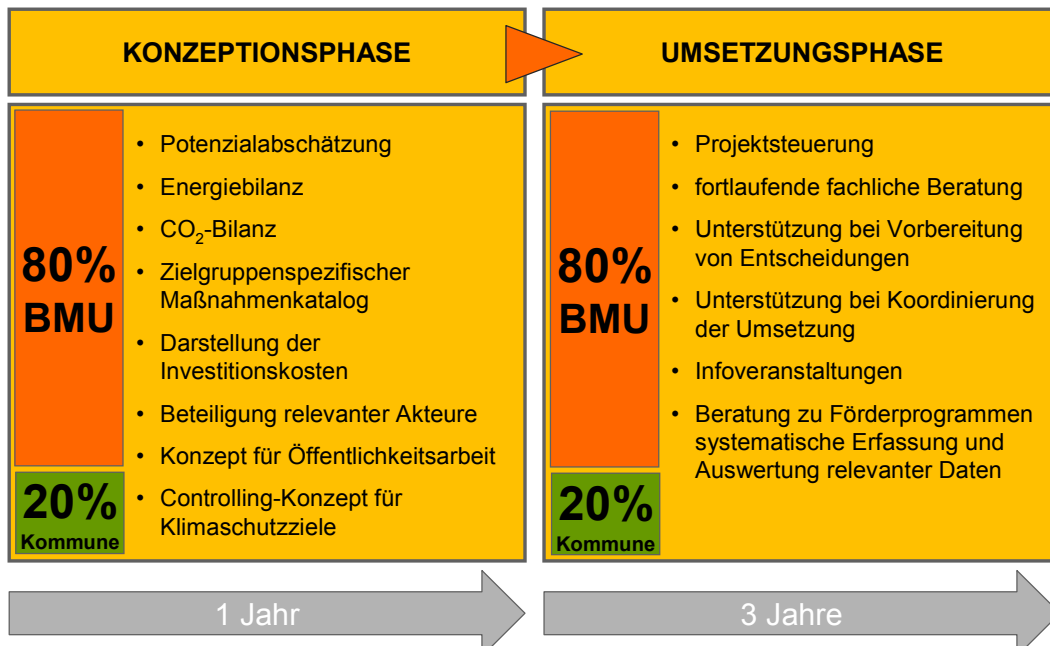 KONZEPTIONSPHASE
80%
BMU
20%
Kommune
• Potenzialabschätzung
• Energiebilanz
• CO₂-Bilanz
• Zielgruppenspezifischer
Maßnahmenkatalog
• Darstellung der
Investitionskosten
• Beteiligung relevanter Akteure
• Konzept für Öffentlichkeitsarbeit
• Controlling-Konzept für
Klimaschutzziele
1 Jahr
UMSETZUNGSPHASE
80%
BMU
20%
Kommune
• Projektsteuerung
• fortlaufende fachliche Beratung
• Unterstützung bei Vorbereitung
von Entscheidungen
• Unterstützung bei Koordinierung
der Umsetzung
• Infoveranstaltungen
• Beratung zu Förderprogrammen
systematische Erfassung und
Auswertung relevanter Daten
3 Jahre